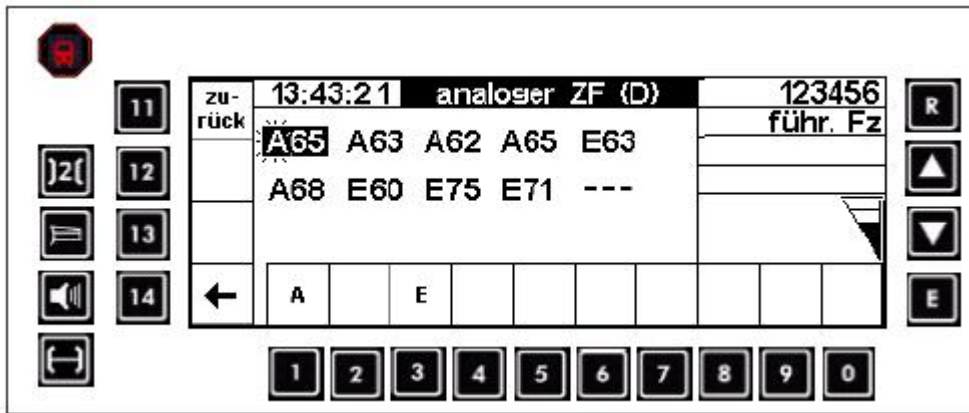 11 zu- 13:43:21 analoger ZF (D) 123456 R
rück führ. Fz
A65 A63 A62 A65 E63
)Z( 12
A68 E60 E75 E71 ---
13
14 ← A E E
1 2 3 4 5 6 7 8 9 0